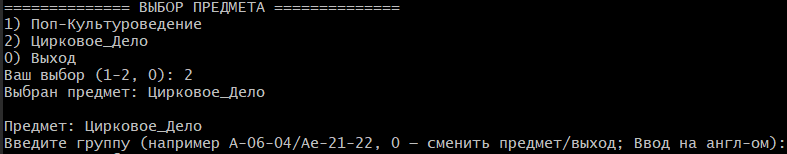 ============== ВЫБОР ПРЕДМЕТА ==============
1) Поп-Культуроведение
2) Цирковое_Дело
0) Выход
Ваш выбор (1-2, 0): 2
Выбран предмет: Цирковое_Дело
Предмет: Цирковое_Дело
Введите группу (например A-06-04/Ae-21-22, 0 — сменить предмет/выход; Ввод на англ-ом):